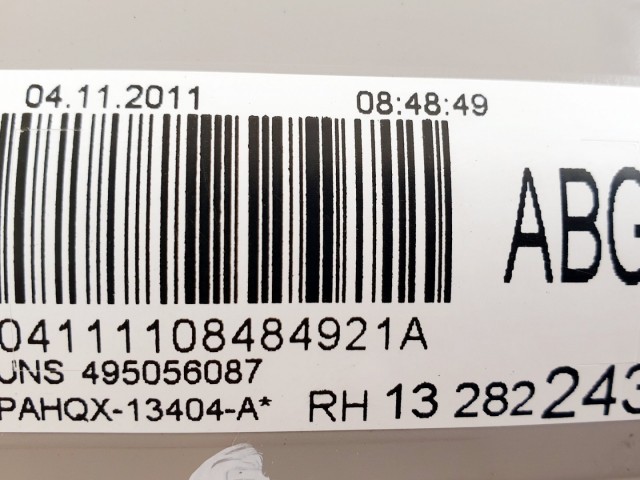 04.11.2011 08:48:49
ABG
04111108484921A
UNS 495056087
PAHQX-13404-A* RH 13 282 243